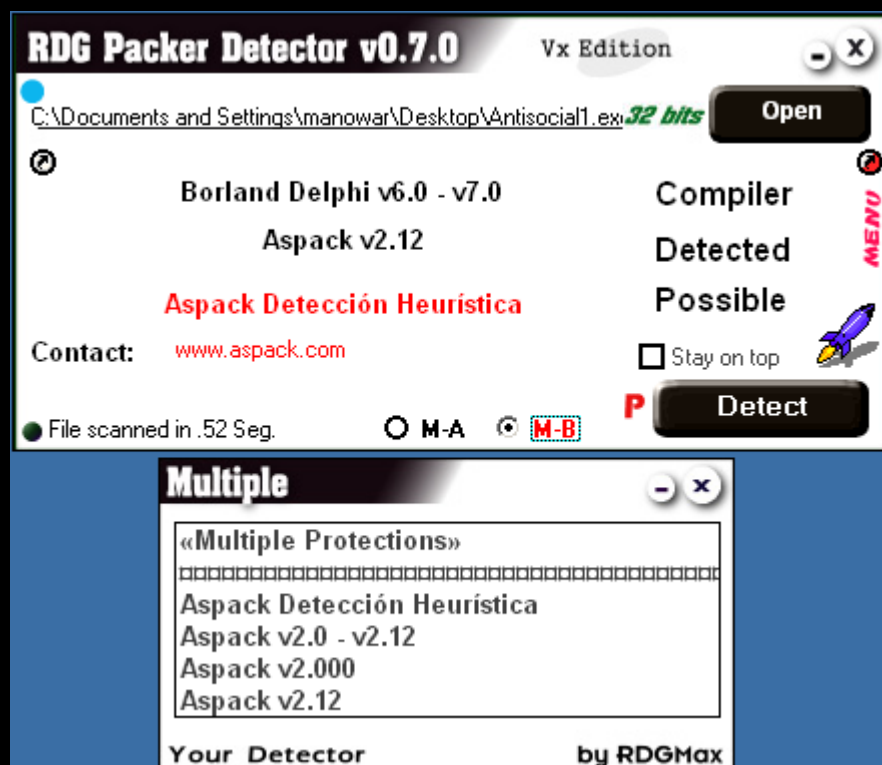 RDG Packer Detector v0.7.0 Vx Edition
C:\Documents and Settings\manowar\Desktop\Antisocial1.exe 32 bits Open
Borland Delphi v6.0 - v7.0 Compiler
MENU
Aspack v2.12 Detected
Aspack Detección Heurística Possible
Contact: www.aspack.com Stay on top
P Detect
File scanned in .52 Seg. M-A M-B
Multiple
«Multiple Protections»
¤¤¤¤¤¤¤¤¤¤¤¤¤¤¤¤¤¤¤¤¤¤¤¤¤¤¤¤¤¤¤¤¤¤¤¤¤¤¤
Aspack Detección Heurística
Aspack v2.0 - v2.12
Aspack v2.000
Aspack v2.12
Your Detector by RDGMax